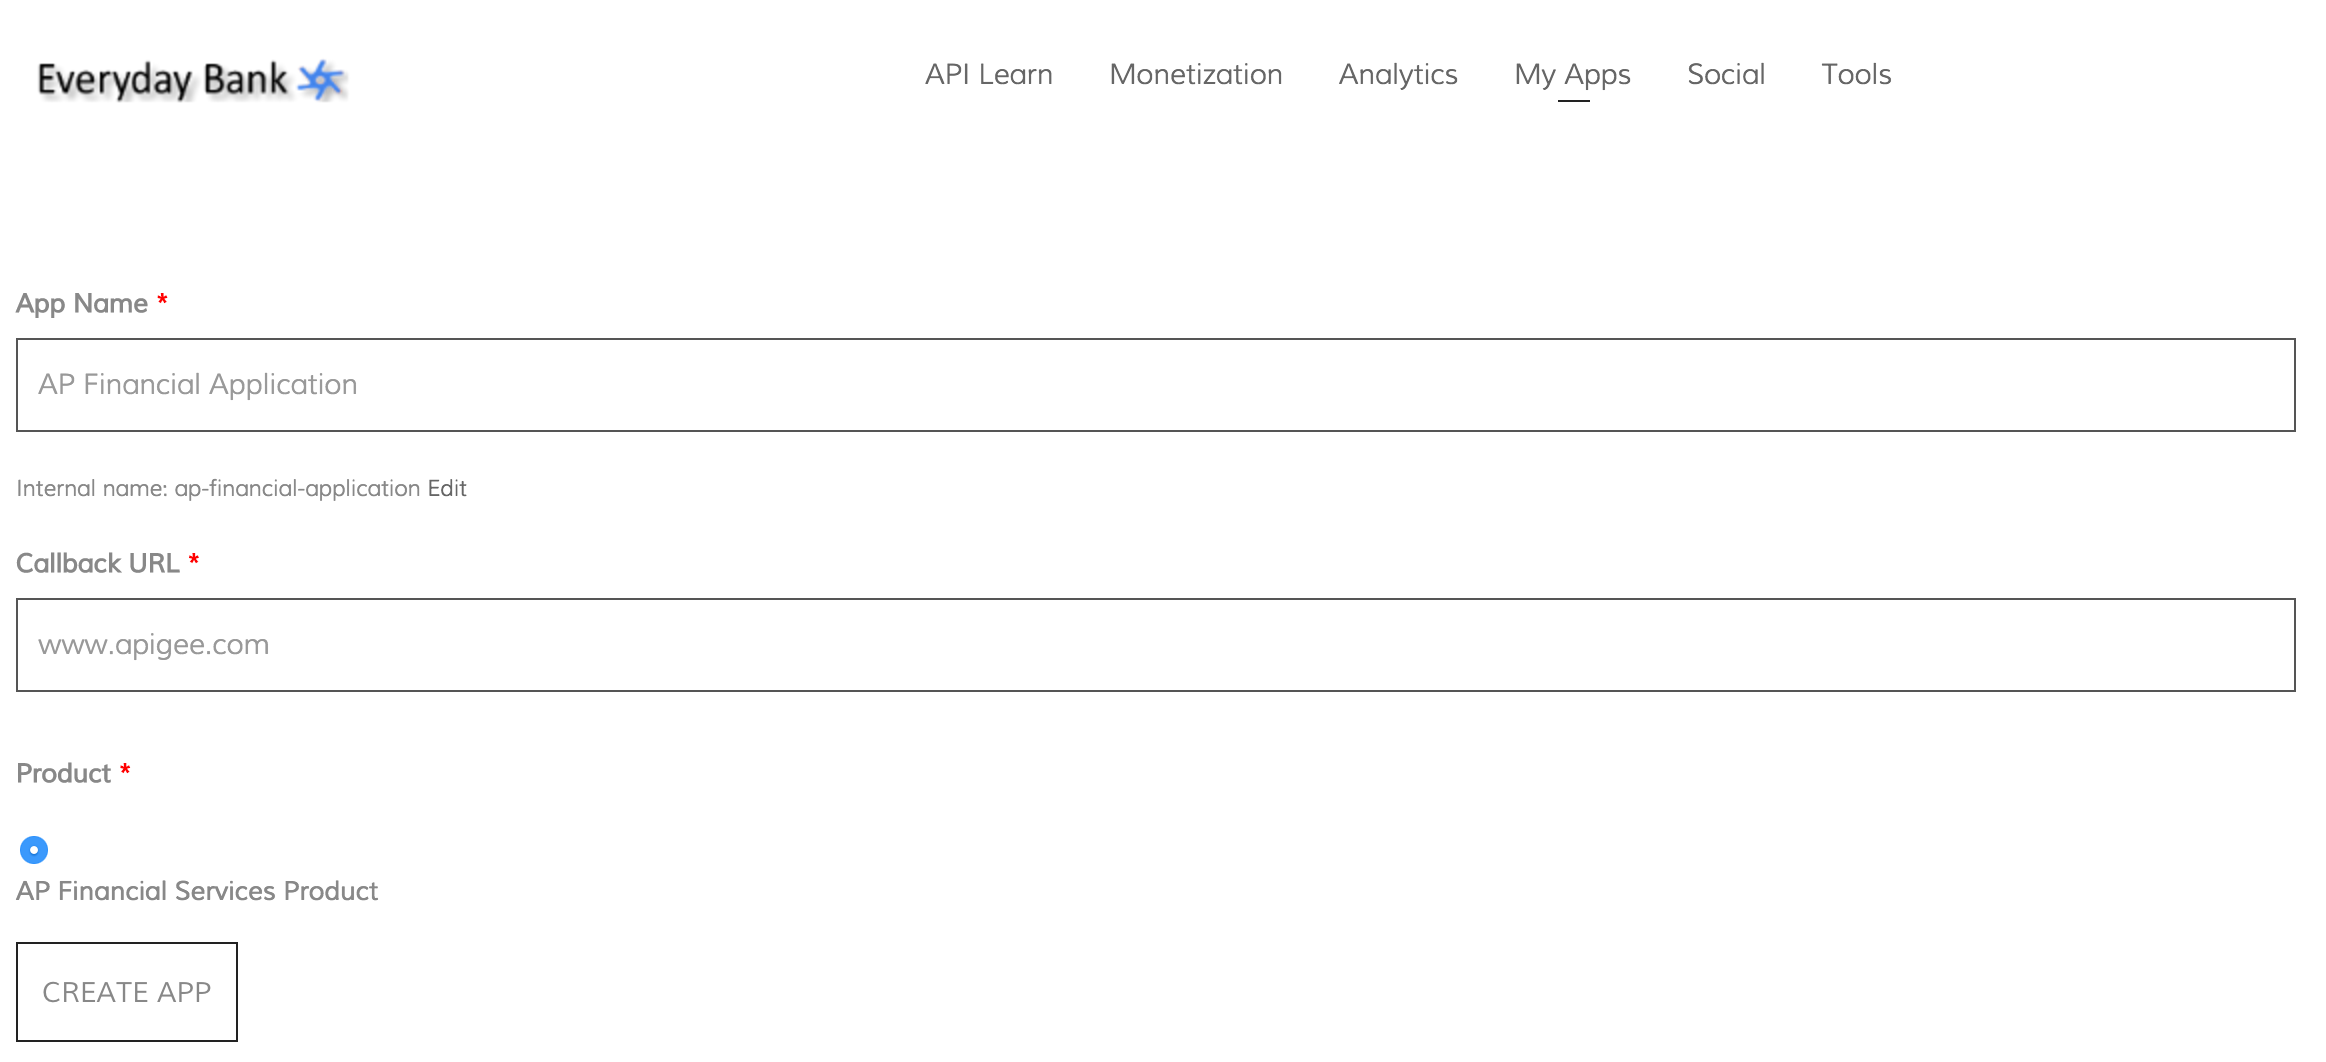 Everyday Bank
API Learn Monetization Analytics My Apps Social Tools
App Name *
AP Financial Application
Internal name: ap-financial-application Edit
Callback URL *
www.apigee.com
Product *
AP Financial Services Product
CREATE APP